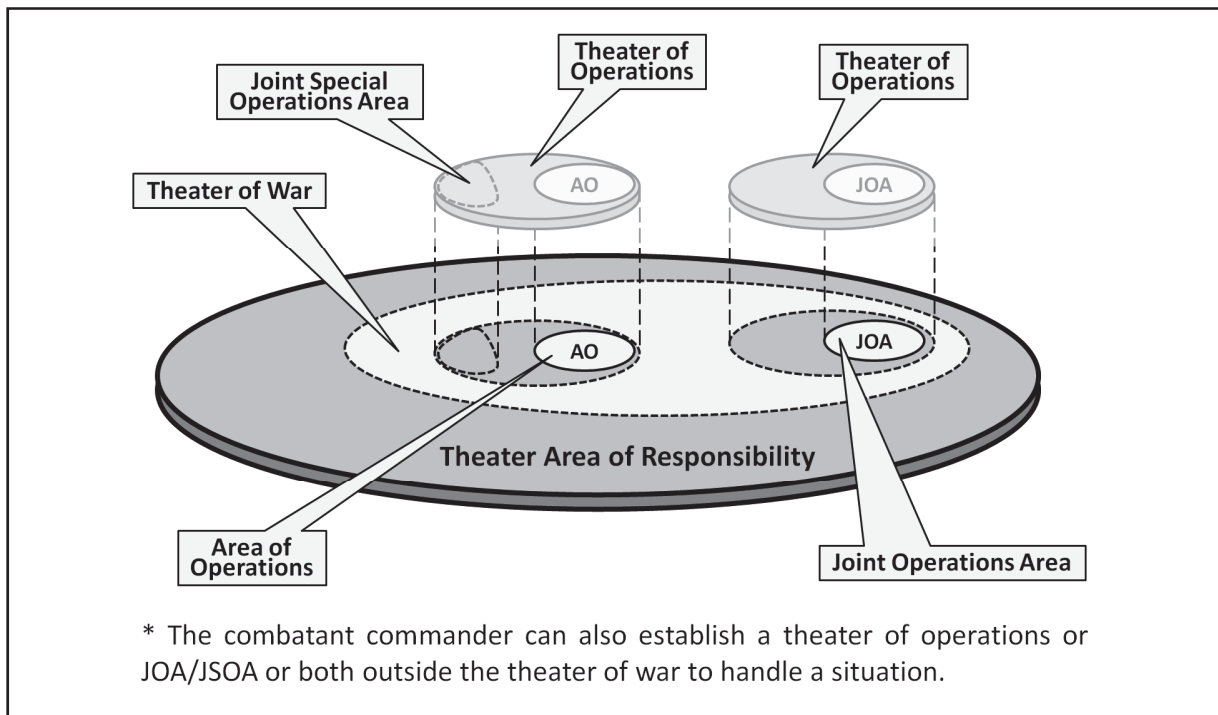 Theater of
Operations
Theater of
Operations
Joint Special
Operations Area
Theater of War
AO
JOA
AO
JOA
Theater Area of Responsibility
Area of
Operations
Joint Operations Area
* The combatant commander can also establish a theater of operations or
JOA/JSOA or both outside the theater of war to handle a situation.